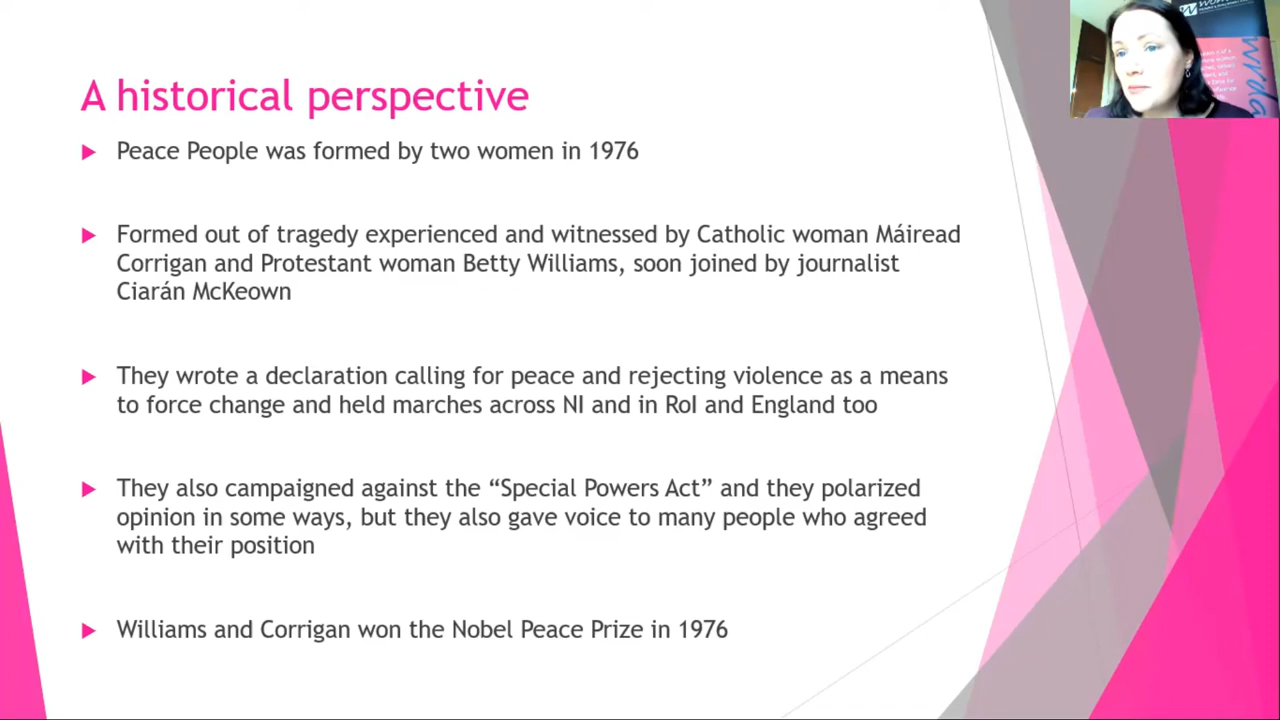 A historical perspective
Peace People was formed by two women in 1976
Formed out of tragedy experienced and witnessed by Catholic woman Máiread
Corrigan and Protestant woman Betty Williams, soon joined by journalist
Ciarán McKeown
They wrote a declaration calling for peace and rejecting violence as a means
to force change and held marches across NI and in RoI and England too
They also campaigned against the “Special Powers Act” and they polarized
opinion in some ways, but they also gave voice to many people who agreed
with their position
Williams and Corrigan won the Nobel Peace Prize in 1976
wrda